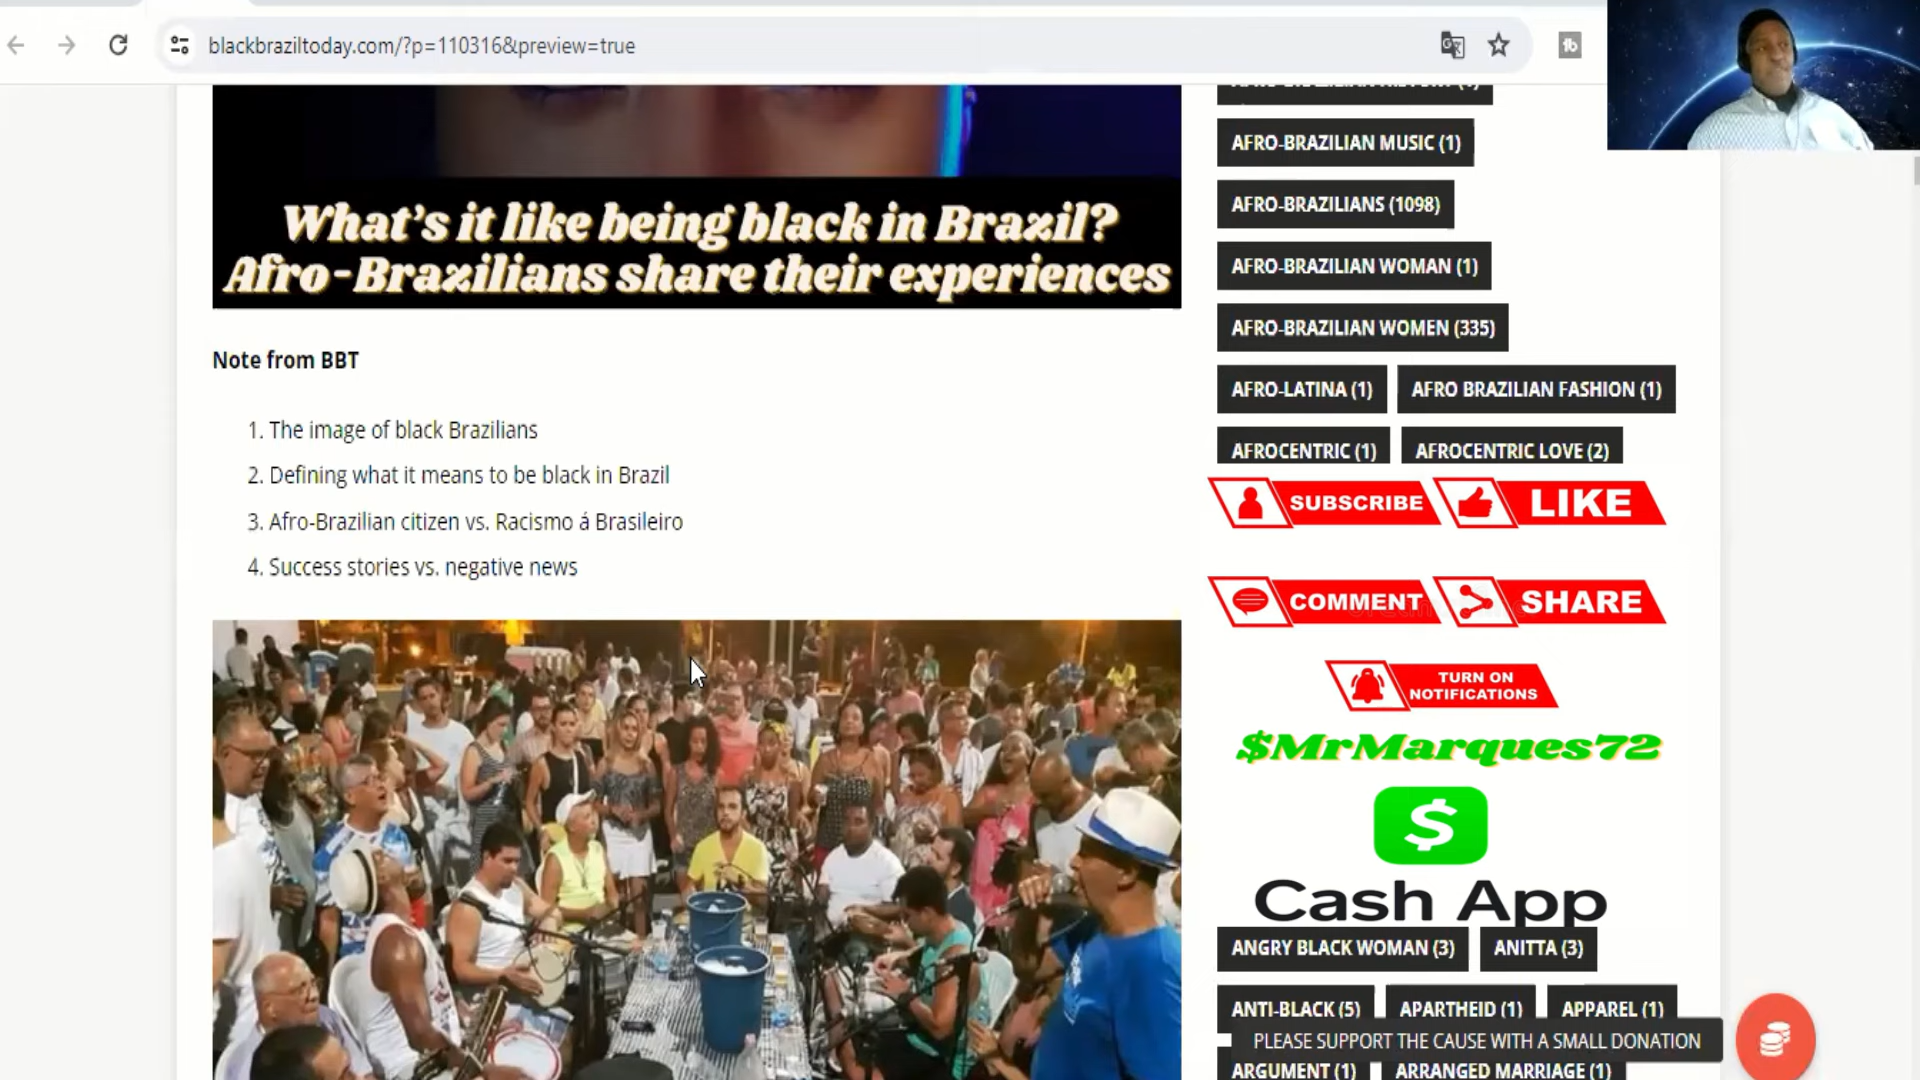 blackbraziltoday.com/?p=110316&preview=true
What's it like being black in Brazil?
Afro-Brazilians share their experiences
Note from BBT
1. The image of black Brazilians
2. Defining what it means to be black in Brazil
3. Afro-Brazilian citizen vs. Racismo á Brasileiro
4. Success stories vs. negative news
AFRO-BRAZILIAN MUSIC (1)
AFRO-BRAZILIANS (1098)
AFRO-BRAZILIAN WOMAN (1)
AFRO-BRAZILIAN WOMEN (335)
AFRO-LATINA (1) AFRO BRAZILIAN FASHION (1)
AFROCENTRIC (1) AFROCENTRIC LOVE (2)
SUBSCRIBE LIKE
COMMENT SHARE
TURN ON
NOTIFICATIONS
$MrMarques72
$
Cash App
ANGRY BLACK WOMAN (3) ANITTA (3)
ANTI-BLACK (5) APARTHEID (1) APPAREL (1)
PLEASE SUPPORT THE CAUSE WITH A SMALL DONATION
ARGUMENT (1) ARRANGED MARRIAGE (1)